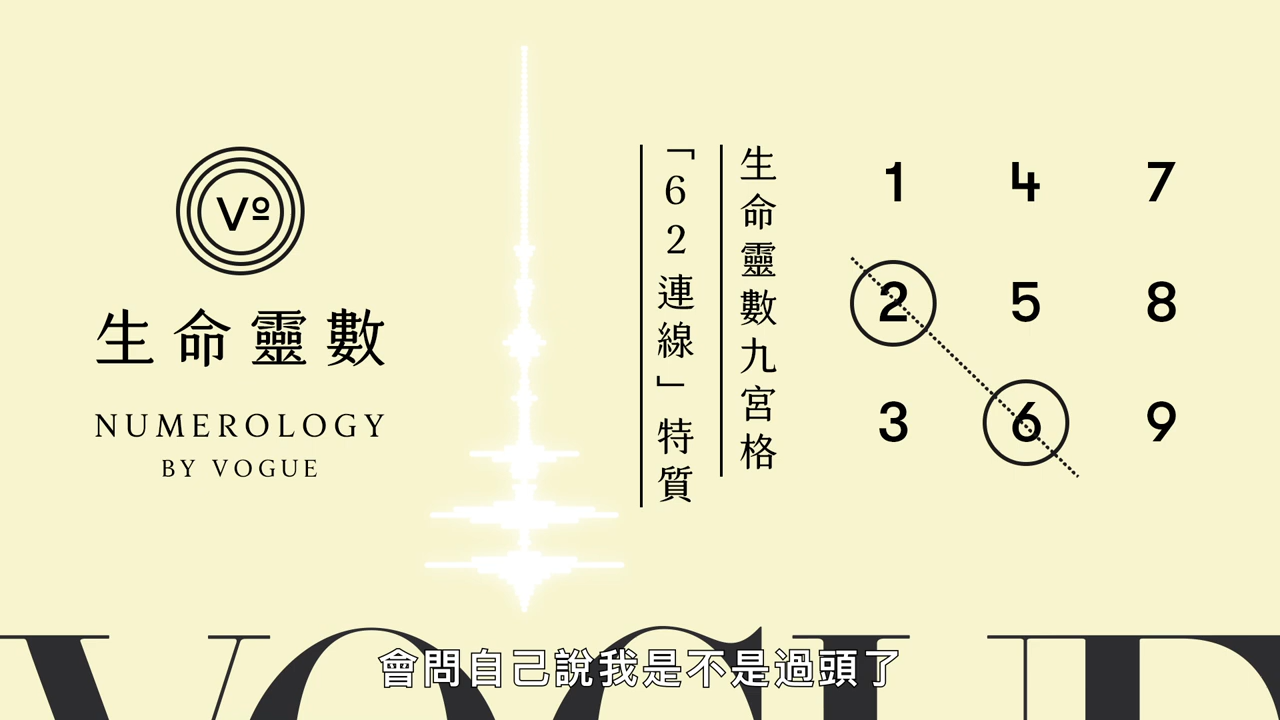 Vº
生命靈數
NUMEROLOGY
BY VOGUE
生命靈數九宮格
「62連線」特質
1 4 7
2 5 8
3 6 9
VOGUE
會問自己說我是不是過頭了